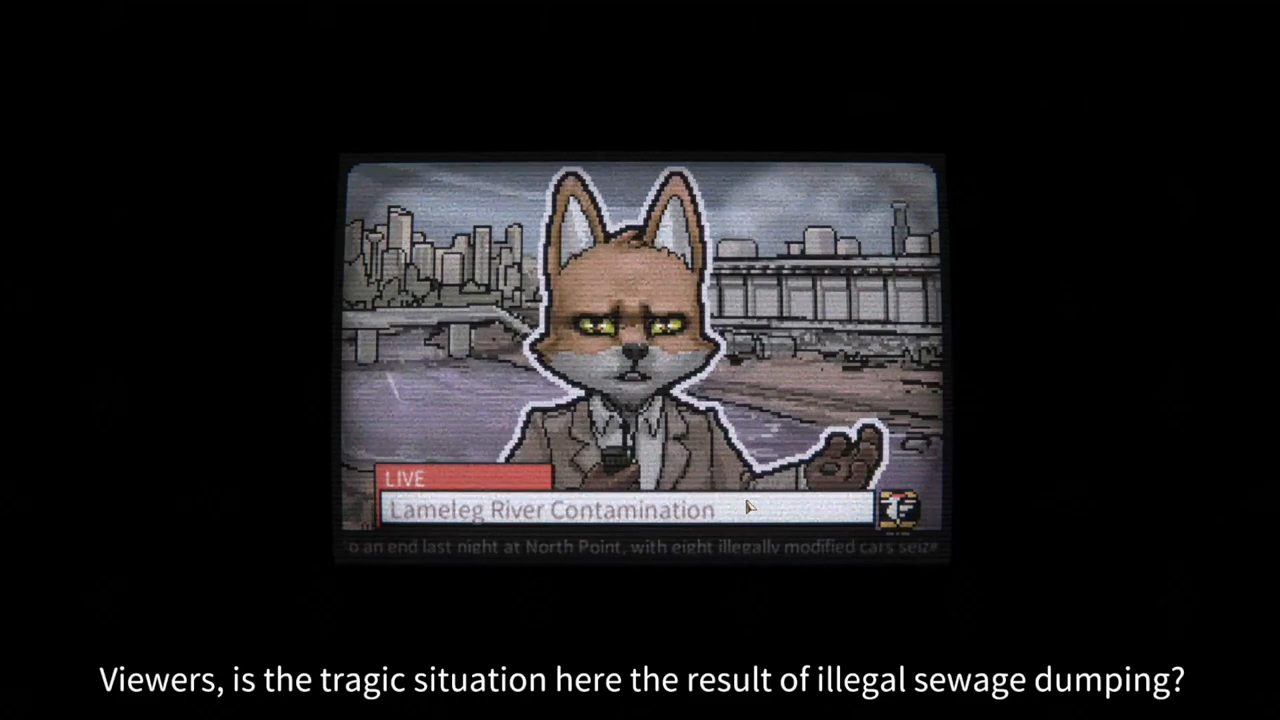 LIVE
Lameleg River Contamination
o an end last night at North Point, with eight illegally modified cars seize
Viewers, is the tragic situation here the result of illegal sewage dumping?